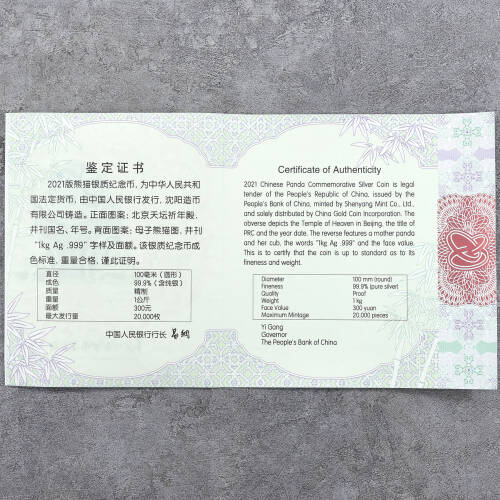 鉴定证书
2021版熊猫银质纪念币，为中华人民共和
国法定货币，由中国人民银行发行，沈阳造币
有限公司铸造。正面图案：北京天坛祈年殿，
井刊国名、年号。背面图案：母子熊猫图，井刊
“1kg Ag .999”字样及面额。该银质纪念币成
色标准，重量合格，谨此证明。
直径 100毫米（圆形）
成色 99.9%（含纯银）
质量 精制
重量 1公斤
面额 300元
最大发行量 20,000枚
中国人民银行行长 易纲
Certificate of Authenticity
2021 Chinese Panda Commemorative Silver Coin is legal
tender of the People's Republic of China, issued by the
People's Bank of China, minted by Shenyang Mint Co., Ltd.,
and solely distributed by China Gold Coin Incorporation. The
obverse depicts the Temple of Heaven in Beijing, the title of
PRC and the year date. The reverse features a mother panda
and her cub, the words "1kg Ag .999" and the face value.
This is to certify that the coin is up to standard as to its
fineness and weight.
Diameter 100 mm (round)
Fineness 99.9% (pure silver)
Quality Proof
Weight 1 kg
Face Value 300 yuan
Maximum Mintage 20,000 pieces
Yi Gang
Governor
The People's Bank of China